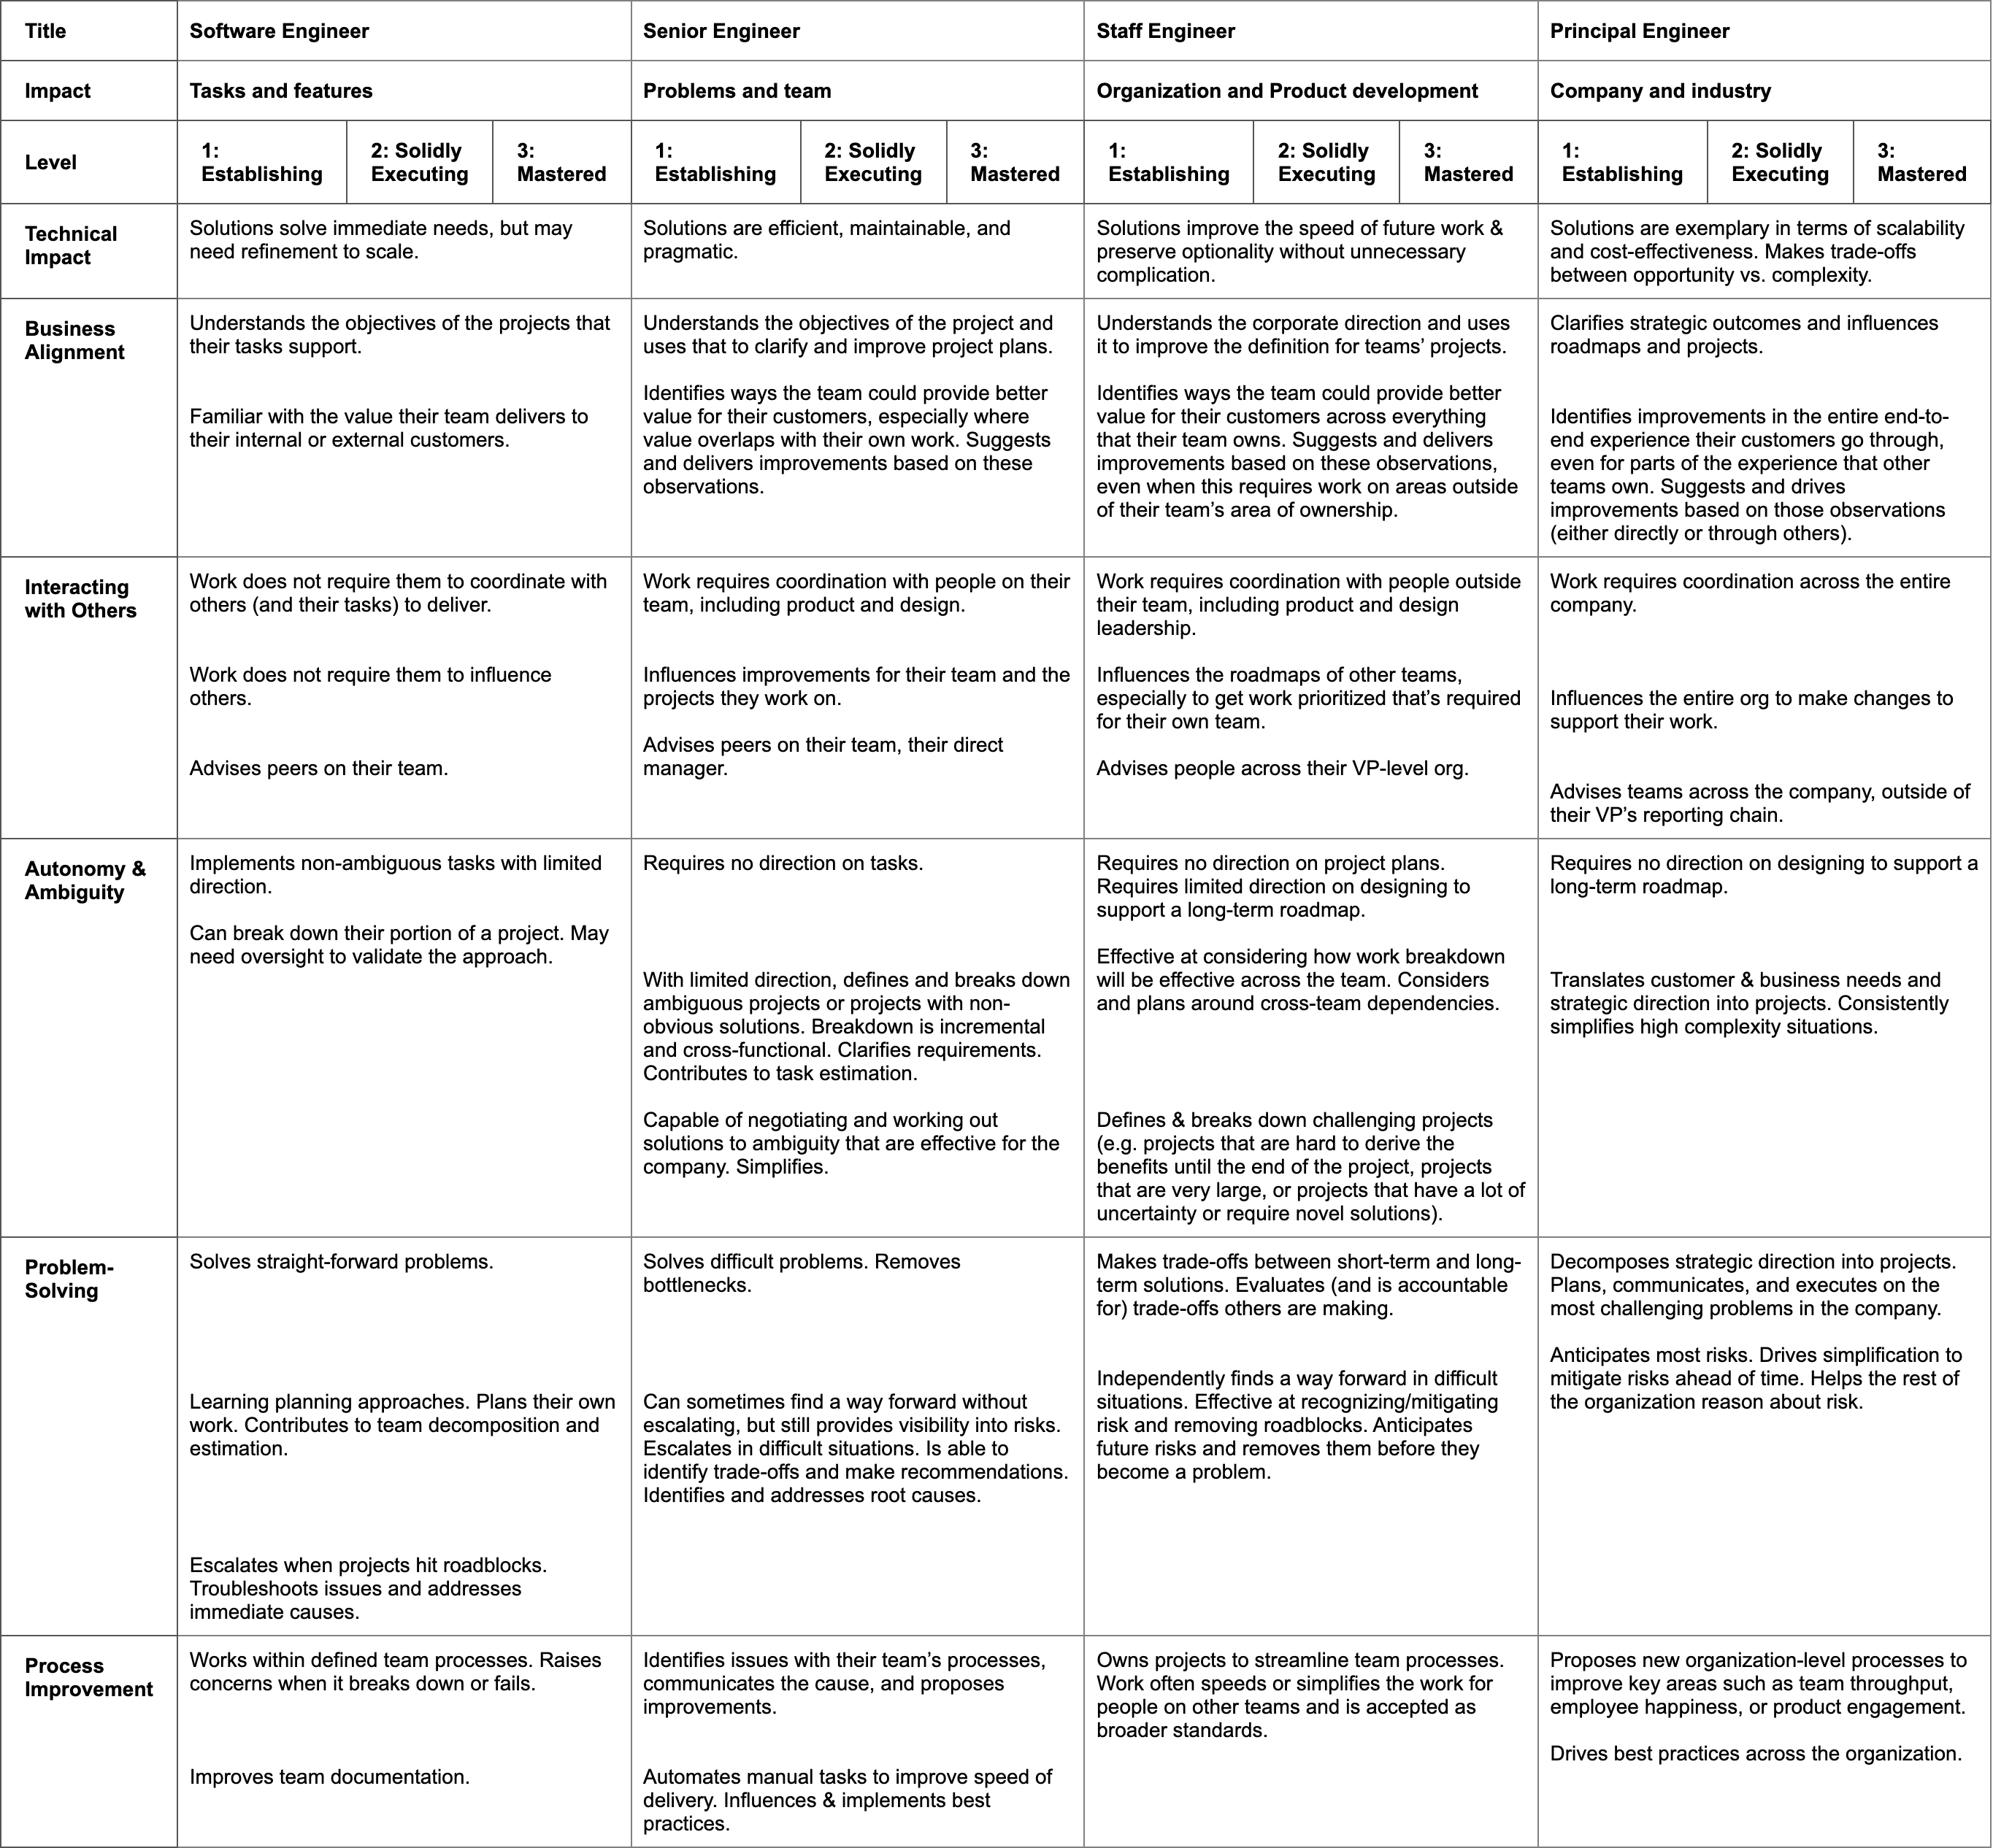 Title
Software Engineer
Senior Engineer
Staff Engineer
Principal Engineer
Impact
Tasks and features
Problems and team
Organization and Product development
Company and industry
Level
1:
Establishing
2: Solidly
Executing
3:
Mastered
1:
Establishing
2: Solidly
Executing
3:
Mastered
1:
Establishing
2: Solidly
Executing
3:
Mastered
1:
Establishing
2: Solidly
Executing
3:
Mastered
Technical
Impact
Solutions solve immediate needs, but may
need refinement to scale.
Solutions are efficient, maintainable, and
pragmatic.
Solutions improve the speed of future work &
preserve optionality without unnecessary
complication.
Solutions are exemplary in terms of scalability
and cost-effectiveness. Makes trade-offs
between opportunity vs. complexity.
Business
Alignment
Understands the objectives of the projects that
their tasks support.
Familiar with the value their team delivers to
their internal or external customers.
Understands the objectives of the project and
uses that to clarify and improve project plans.
Identifies ways the team could provide better
value for their customers, especially where
value overlaps with their own work. Suggests
and delivers improvements based on these
observations.
Understands the corporate direction and uses
it to improve the definition for teams’ projects.
Identifies ways the team could provide better
value for their customers across everything
that their team owns. Suggests and delivers
improvements based on these observations,
even when this requires work on areas outside
of their team’s area of ownership.
Clarifies strategic outcomes and influences
roadmaps and projects.
Identifies improvements in the entire end-to-
end experience their customers go through,
even for parts of the experience that other
teams own. Suggests and drives
improvements based on those observations
(either directly or through others).
Interacting
with Others
Work does not require them to coordinate with
others (and their tasks) to deliver.
Work does not require them to influence
others.
Advises peers on their team.
Work requires coordination with people on their
team, including product and design.
Influences improvements for their team and the
projects they work on.
Advises peers on their team, their direct
manager.
Work requires coordination with people outside
their team, including product and design
leadership.
Influences the roadmaps of other teams,
especially to get work prioritized that’s required
for their own team.
Advises people across their VP-level org.
Work requires coordination across the entire
company.
Influences the entire org to make changes to
support their work.
Advises teams across the company, outside of
their VP’s reporting chain.
Autonomy &
Ambiguity
Implements non-ambiguous tasks with limited
direction.
Can break down their portion of a project. May
need oversight to validate the approach.
Requires no direction on tasks.
With limited direction, defines and breaks down
ambiguous projects or projects with non-
obvious solutions. Breakdown is incremental
and cross-functional. Clarifies requirements.
Contributes to task estimation.
Capable of negotiating and working out
solutions to ambiguity that are effective for the
company. Simplifies.
Requires no direction on project plans.
Requires limited direction on designing to
support a long-term roadmap.
Effective at considering how work breakdown
will be effective across the team. Considers
and plans around cross-team dependencies.
Defines & breaks down challenging projects
(e.g. projects that are hard to derive the
benefits until the end of the project, projects
that are very large, or projects that have a lot of
uncertainty or require novel solutions).
Requires no direction on designing to support a
long-term roadmap.
Translates customer & business needs and
strategic direction into projects. Consistently
simplifies high complexity situations.
Problem-
Solving
Solves straight-forward problems.
Learning planning approaches. Plans their own
work. Contributes to team decomposition and
estimation.
Escalates when projects hit roadblocks.
Troubleshoots issues and addresses
immediate causes.
Solves difficult problems. Removes
bottlenecks.
Can sometimes find a way forward without
escalating, but still provides visibility into risks.
Escalates in difficult situations. Is able to
identify trade-offs and make recommendations.
Identifies and addresses root causes.
Makes trade-offs between short-term and long-
term solutions. Evaluates (and is accountable
for) trade-offs others are making.
Independently finds a way forward in difficult
situations. Effective at recognizing/mitigating
risk and removing roadblocks. Anticipates
future risks and removes them before they
become a problem.
Decomposes strategic direction into projects.
Plans, communicates, and executes on the
most challenging problems in the company.
Anticipates most risks. Drives simplification to
mitigate risks ahead of time. Helps the rest of
the organization reason about risk.
Process
Improvement
Works within defined team processes. Raises
concerns when it breaks down or fails.
Improves team documentation.
Identifies issues with their team’s processes,
communicates the cause, and proposes
improvements.
Automates manual tasks to improve speed of
delivery. Influences & implements best
practices.
Owns projects to streamline team processes.
Work often speeds or simplifies the work for
people on other teams and is accepted as
broader standards.
Proposes new organization-level processes to
improve key areas such as team throughput,
employee happiness, or product engagement.
Drives best practices across the organization.